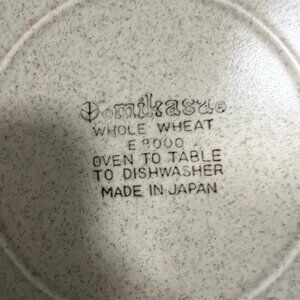 mikasa®
WHOLE WHEAT
E 8000
OVEN TO TABLE
TO DISHWASHER
MADE IN JAPAN